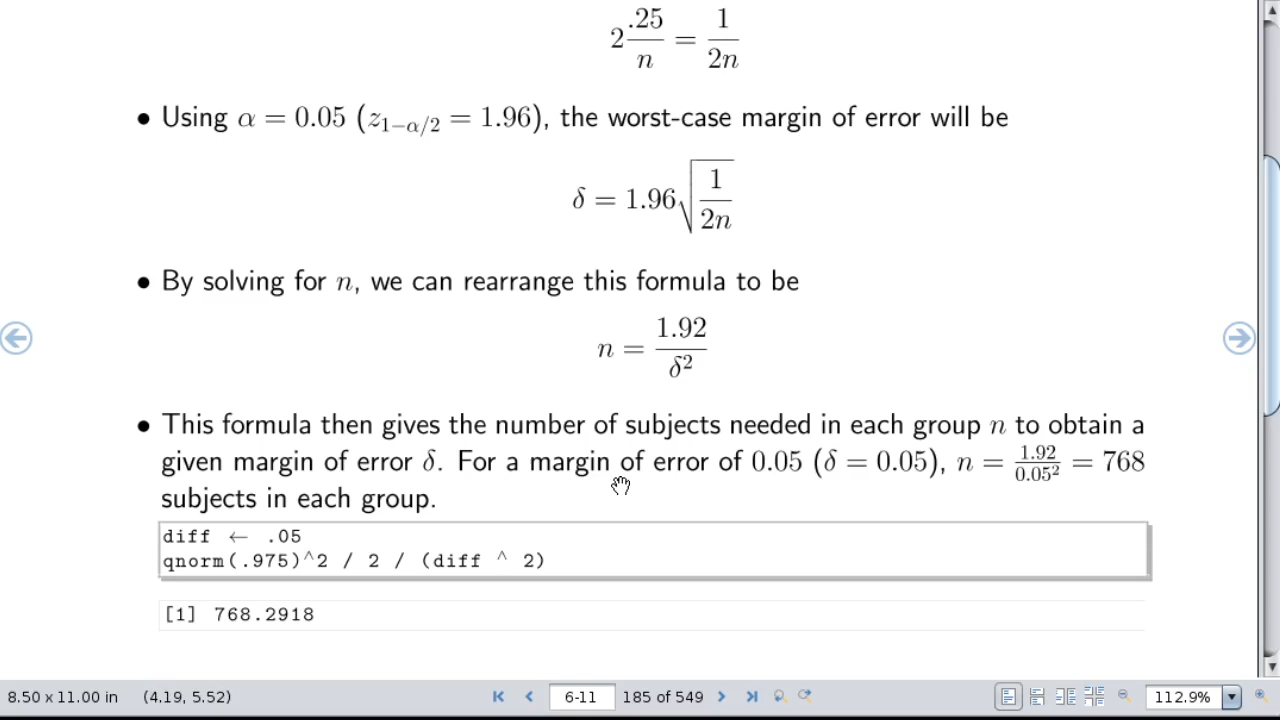 2 .25/n = 1/2n
• Using α = 0.05 (z₁₋α/₂ = 1.96), the worst-case margin of error will be
δ = 1.96√(1/2n)
• By solving for n, we can rearrange this formula to be
n = 1.92/δ²
• This formula then gives the number of subjects needed in each group n to obtain a
given margin of error δ. For a margin of error of 0.05 (δ = 0.05), n = 1.92/0.05² = 768
subjects in each group.
diff ← .05
qnorm(.975)^2 / 2 / (diff ^ 2)
[1] 768.2918
8.50 x 11.00 in (4.19, 5.52) 6-11 185 of 549 112.9%